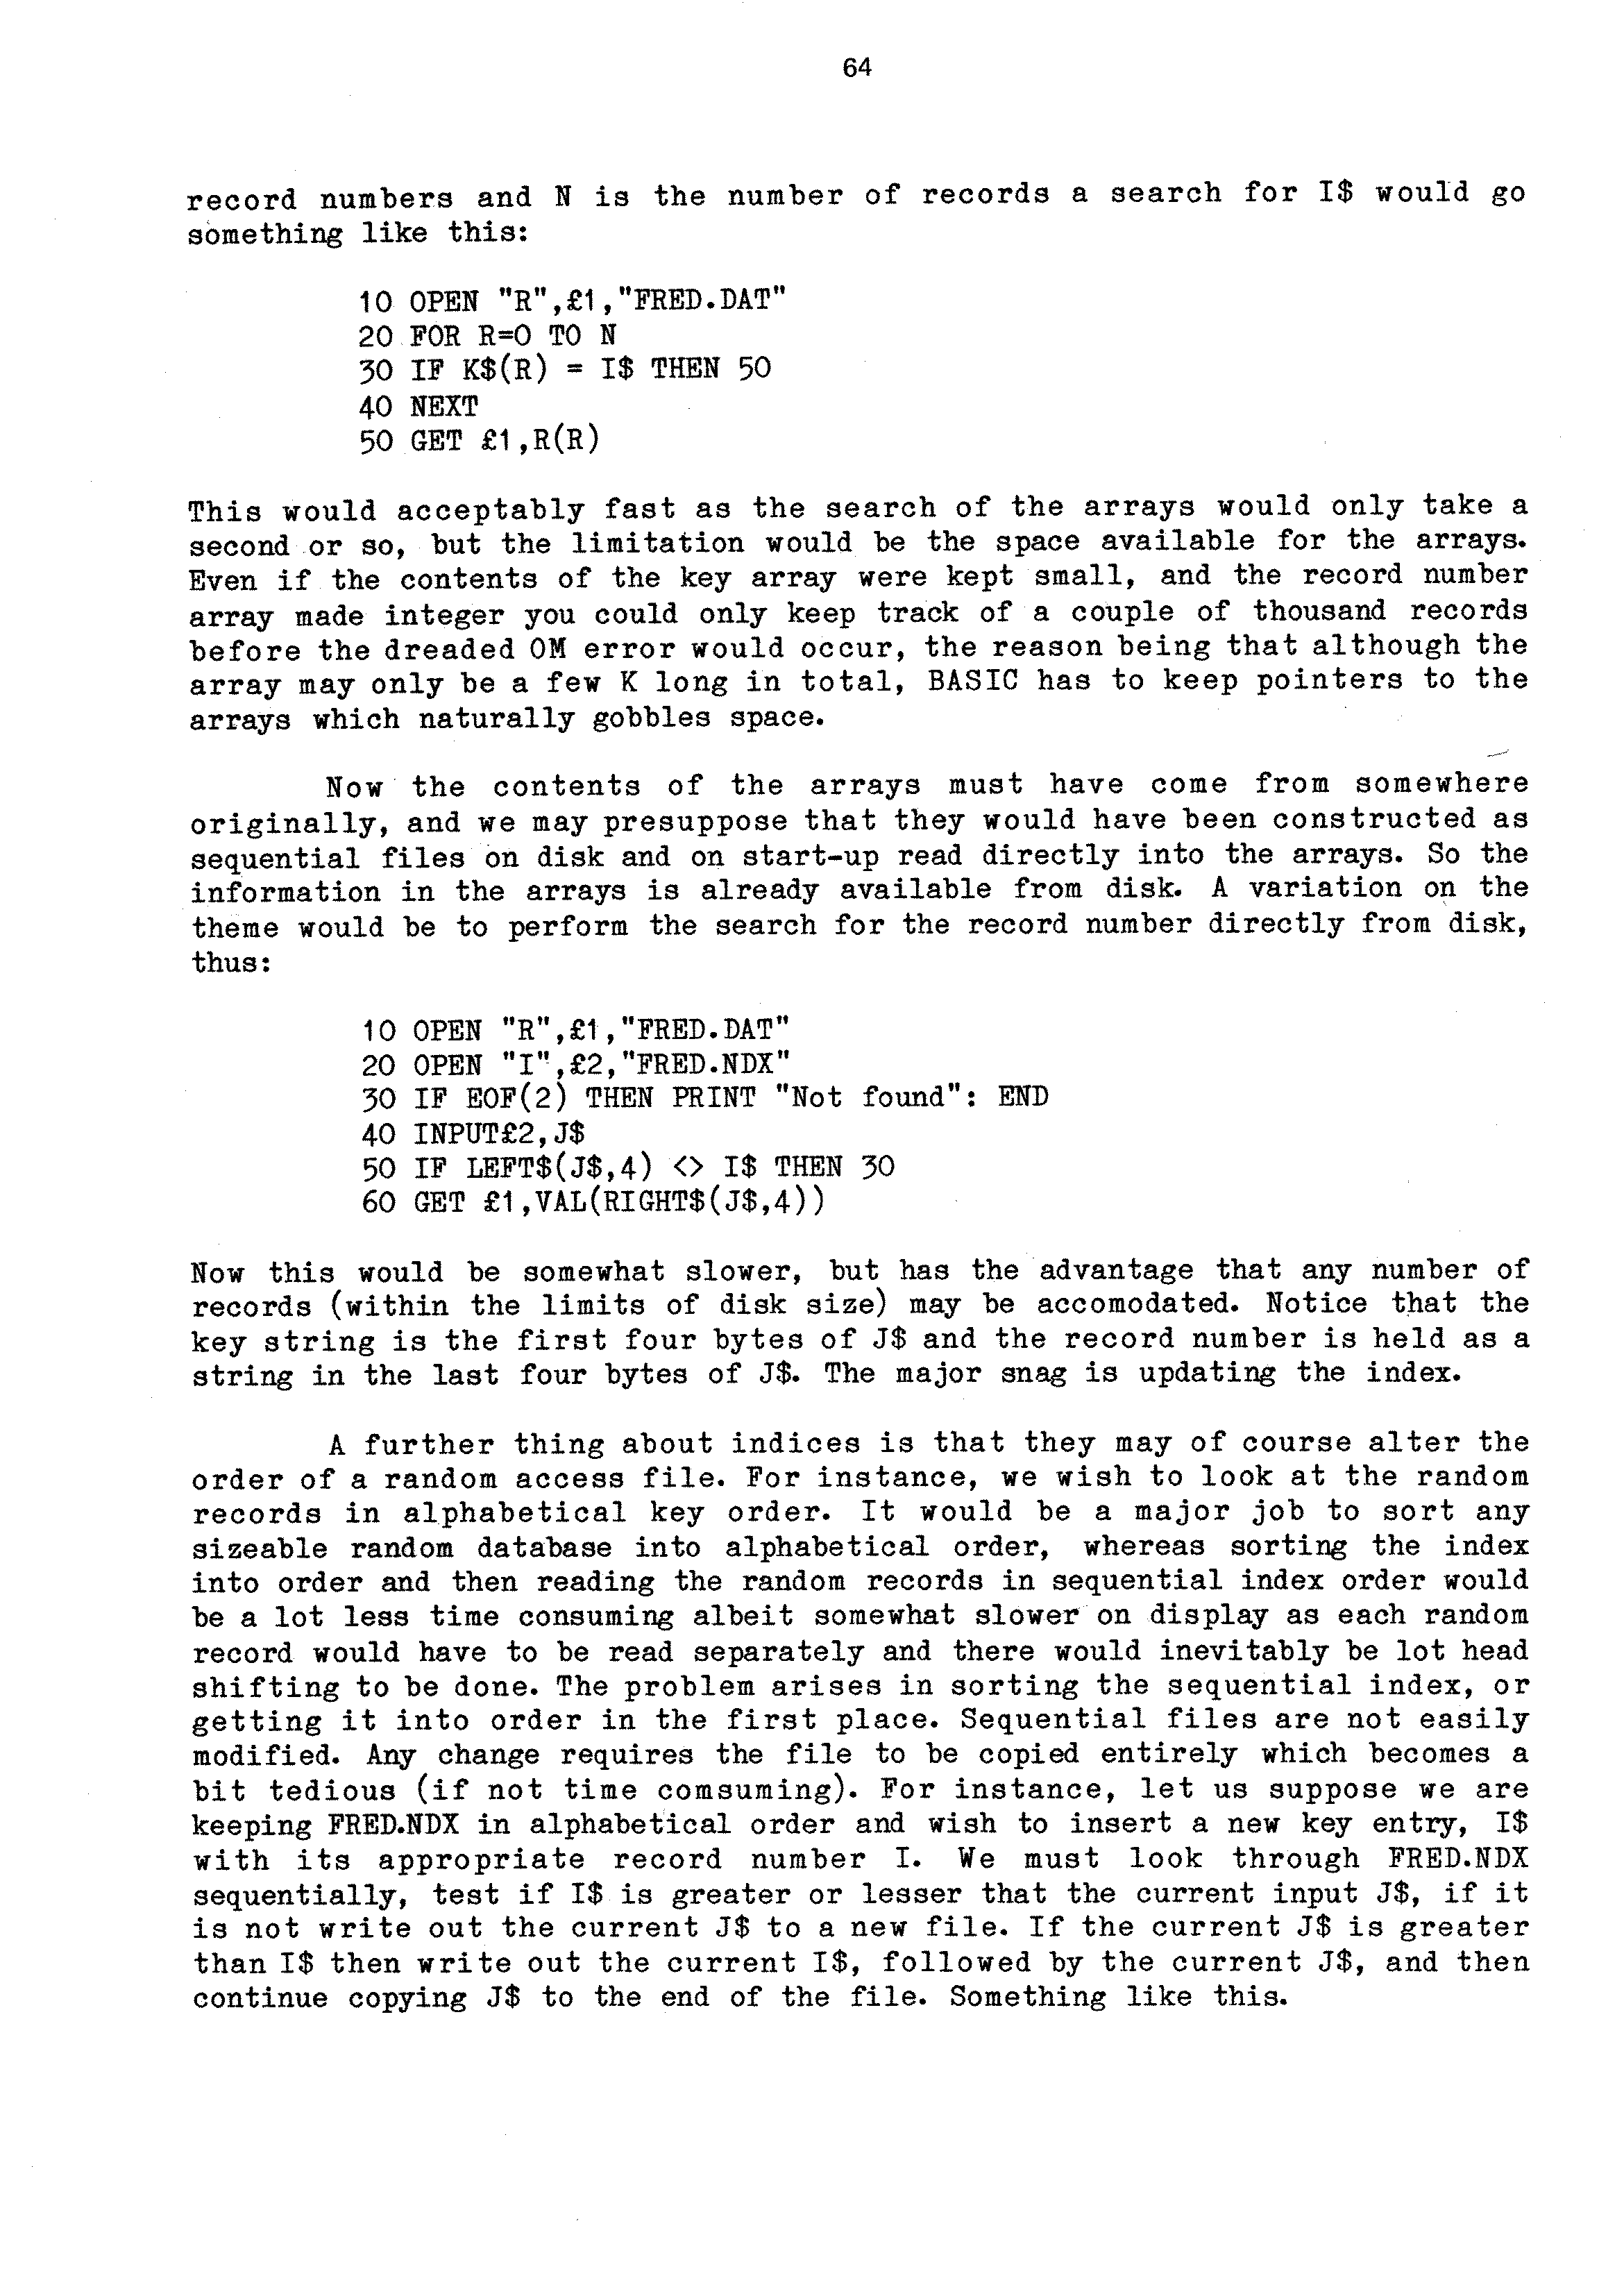 64
record numbers and N is the number of records a search for I$ would go
something like this:
10 OPEN "R",£1,"FRED.DAT"
20 FOR R=0 TO N
30 IF K$(R) = I$ THEN 50
40 NEXT
50 GET £1,R(R)
This would acceptably fast as the search of the arrays would only take a
second or so, but the limitation would be the space available for the arrays.
Even if the contents of the key array were kept small, and the record number
array made integer you could only keep track of a couple of thousand records
before the dreaded OM error would occur, the reason being that although the
array may only be a few K long in total, BASIC has to keep pointers to the
arrays which naturally gobbles space.
Now the contents of the arrays must have come from somewhere
originally, and we may presuppose that they would have been constructed as
sequential files on disk and on start-up read directly into the arrays. So the
information in the arrays is already available from disk. A variation on the
theme would be to perform the search for the record number directly from disk,
thus:
10 OPEN "R",£1,"FRED.DAT"
20 OPEN "I",£2,"FRED.NDX"
30 IF EOF(2) THEN PRINT "Not found": END
40 INPUT£2,J$
50 IF LEFT$(J$,4) <> I$ THEN 30
60 GET £1,VAL(RIGHT$(J$,4))
Now this would be somewhat slower, but has the advantage that any number of
records (within the limits of disk size) may be accomodated. Notice that the
key string is the first four bytes of J$ and the record number is held as a
string in the last four bytes of J$. The major snag is updating the index.
A further thing about indices is that they may of course alter the
order of a random access file. For instance, we wish to look at the random
records in alphabetical key order. It would be a major job to sort any
sizeable random database into alphabetical order, whereas sorting the index
into order and then reading the random records in sequential index order would
be a lot less time consuming albeit somewhat slower on display as each random
record would have to be read separately and there would inevitably be lot head
shifting to be done. The problem arises in sorting the sequential index, or
getting it into order in the first place. Sequential files are not easily
modified. Any change requires the file to be copied entirely which becomes a
bit tedious (if not time comsuming). For instance, let us suppose we are
keeping FRED.NDX in alphabetical order and wish to insert a new key entry, I$
with its appropriate record number I. We must look through FRED.NDX
sequentially, test if I$ is greater or lesser that the current input J$, if it
is not write out the current J$ to a new file. If the current J$ is greater
than I$ then write out the current I$, followed by the current J$, and then
continue copying J$ to the end of the file. Something like this.